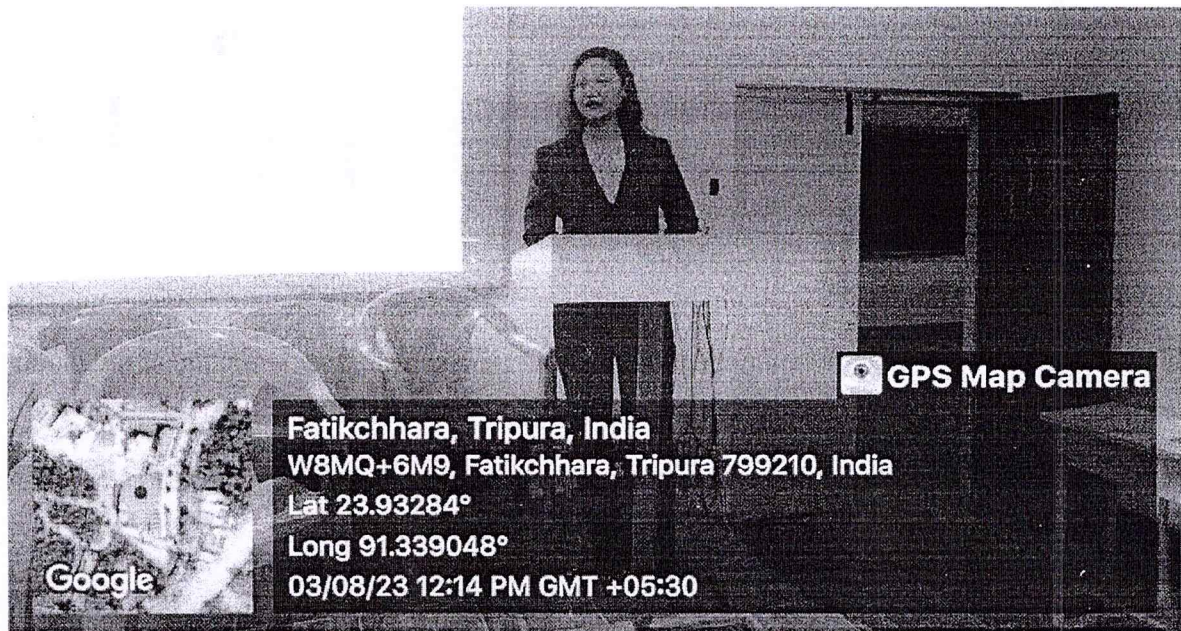 GPS Map Camera
Fatikchhara, Tripura, India
W8MQ+6M9, Fatikchhara, Tripura 799210, India
Lat 23.93284°
Long 91.339048°
03/08/23 12:14 PM GMT +05:30
Google